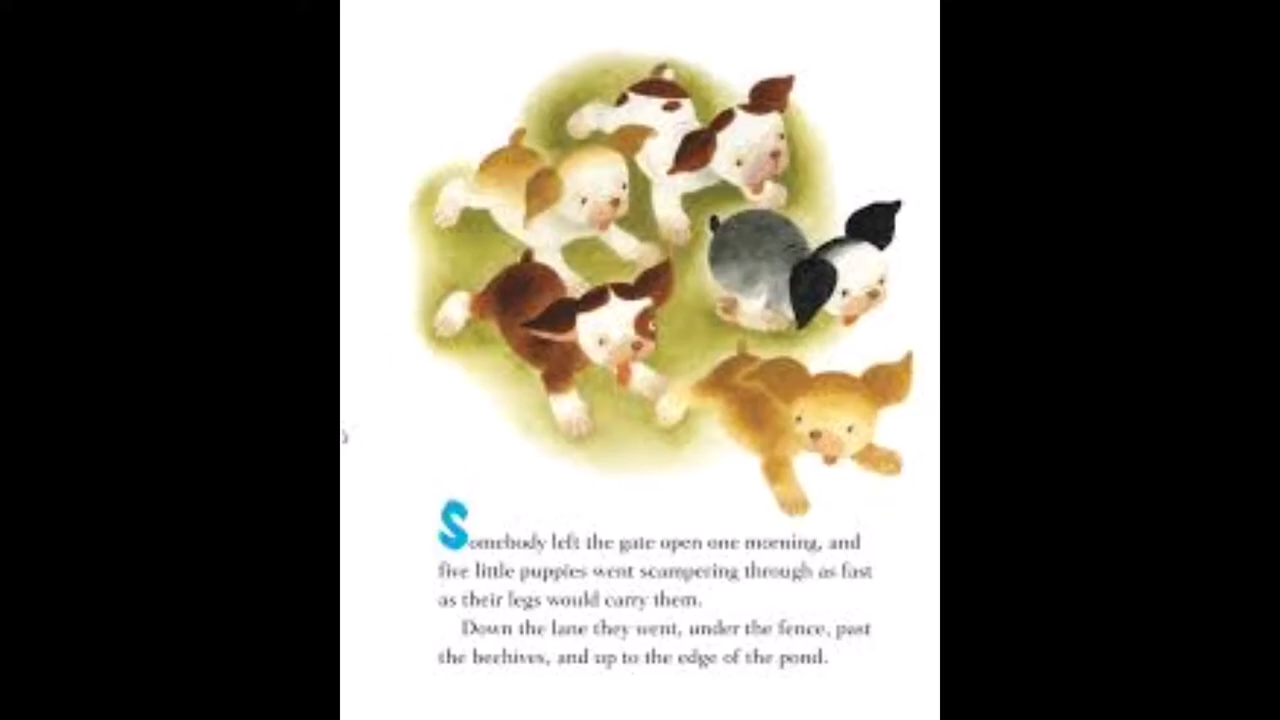 Somebody left the gate open one morning, and
five little puppies went scampering through as fast
as their legs would carry them.
Down the lane they went, under the fence, past
the beehives, and up to the edge of the pond.